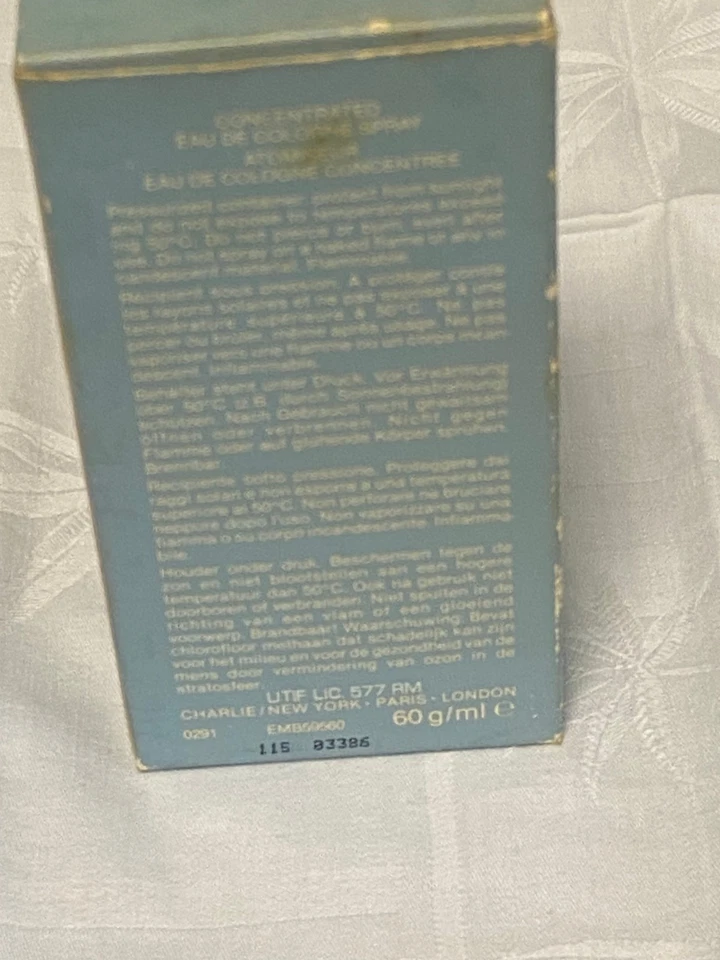 CONCENTRATED
EAU DE COLOGNE SPRAY
EAU DE COLOGNE CONCENTREE
Pressurized container: protect from sunlight
and do not expose to temperatures exceed-
ing 50°C. Do not pierce or burn, even after
use. Do not spray on a naked flame or any in-
candescent material. Inflammable.
Récipient sous pression. A protéger contre
les rayons solaires et ne pas exposer à une
température supérieure à 50°C. Ne pas
percer ou bruler, même après usage. Ne pas
vaporiser vers une flamme ou un corps incan-
descent. Inflammable.
Behälter steht unter Druck. Vor Erwärmung
über 50°C (z.B. durch Sonnenbestrahlung)
schützen. Nach Gebrauch nicht gewaltsam
öffnen oder verbrennen. Nicht gegen
Flamme oder auf glühende Körper sprühen.
Brennbar.
Recipiente sotto pressione. Proteggere dai
raggi solari e non esporre a una temperatura
superiore ai 50°C. Non perforare ne bruciare
neppure dopo l'uso. Non vaporizzare su una
fiamma o su corpo incandescente. Infiamma-
bile.
Houder onder druk. Beschermen tegen de
zon en niet blootstellen aan een hogere
temperatuur dan 50°C. Ook na gebruik niet
doorboren of verbranden. Niet spuiten in de
richting van een vlam of een gloeiend
voorwerp. Brandbaar! Waarschuwing: Bevat
chlorofluor methaan dat schadelijk kan zijn
voor het milieu en voor de gezondheid van de
mens door vermindering van ozon in de
stratosfeer.
UTIF LIC. 577 RM
CHARLIE/NEW YORK · PARIS · LONDON
0291 EMB59560 60 g/ml ℮
115 03386